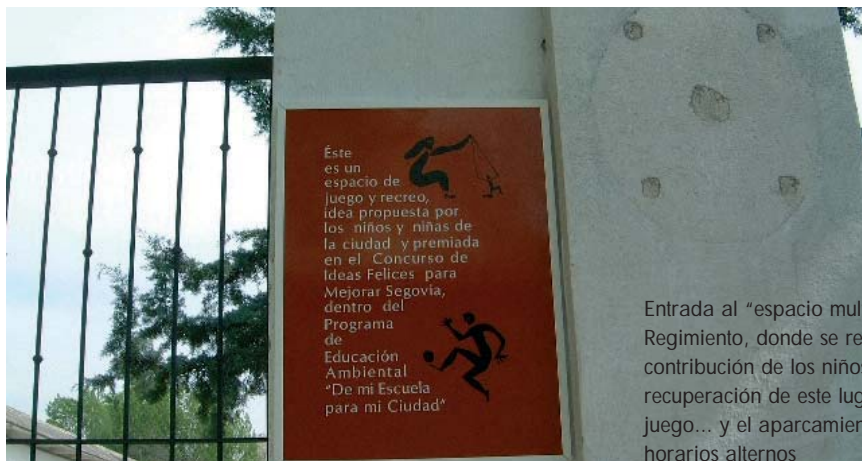 Éste
es un
espacio de
juego y recreo,
idea propuesta por
los niños y niñas de
la ciudad y premiada
en el Concurso de
Ideas Felices para
Mejorar Segovia,
dentro del
Programa
de
Educación
Ambiental
"De mi Escuela
para mi Ciudad"
Entrada al “espacio mul
Regimiento, donde se re
contribución de los niños
recuperación de este lug
juego... y el aparcamien
horarios alternos